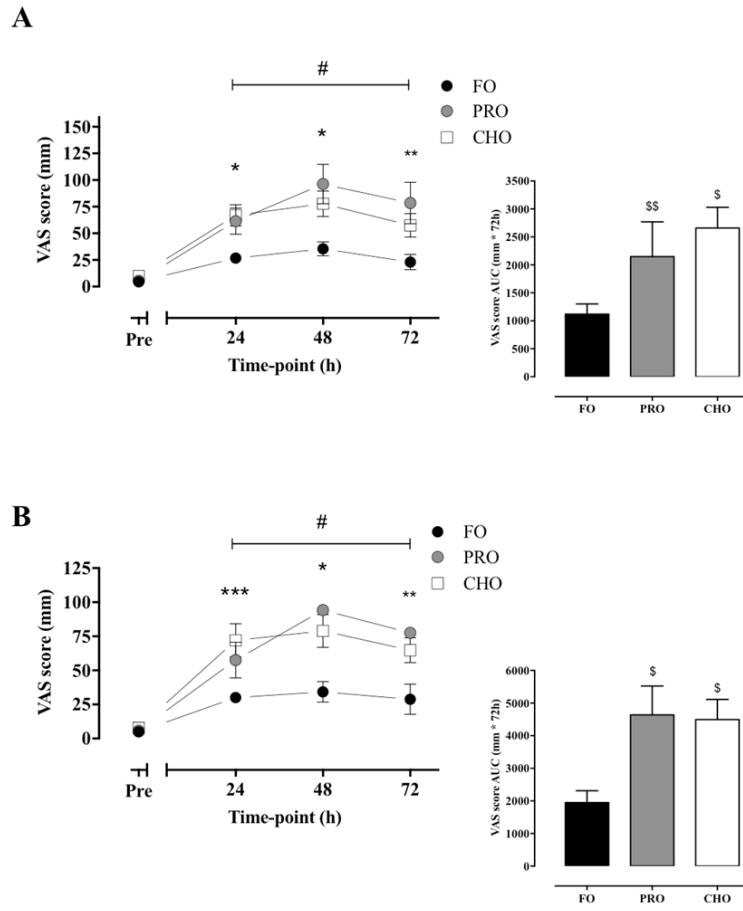 A
#
FO
PRO
CHO
* * **
VAS score (mm)
150
125
100
75
50
25
0
Pre 24 48 72
Time-point (h)
VAS score AUC (mm * 72h)
3500
3000
2500
2000
1500
1000
500
0
$$ $
FO PRO CHO
B
#
FO
PRO
CHO
*** * **
VAS score (mm)
125
100
75
50
25
0
Pre 24 48 72
Time-point (h)
VAS score AUC (mm * 72h)
6000
5000
4000
3000
2000
1000
0
$ $
FO PRO CHO